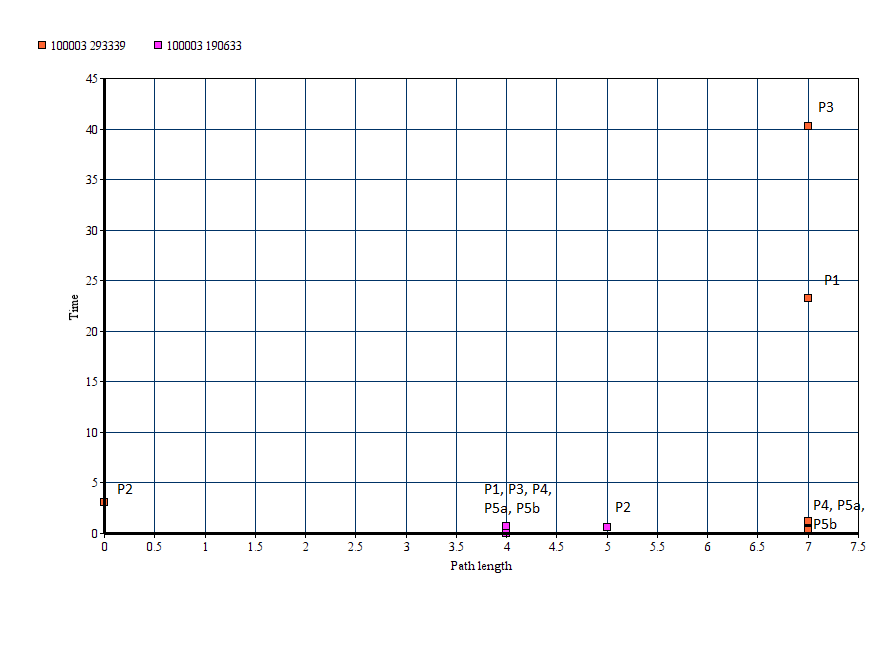 100003 293339 100003 190633
45
P3
40
35
30
25
P1
Time
20
15
10
5
P2
P1, P3, P4,
P5a, P5b
P2
P4, P5a,
P5b
0
0 0.5 1 1.5 2 2.5 3 3.5 4 4.5 5 5.5 6 6.5 7 7.5
Path length